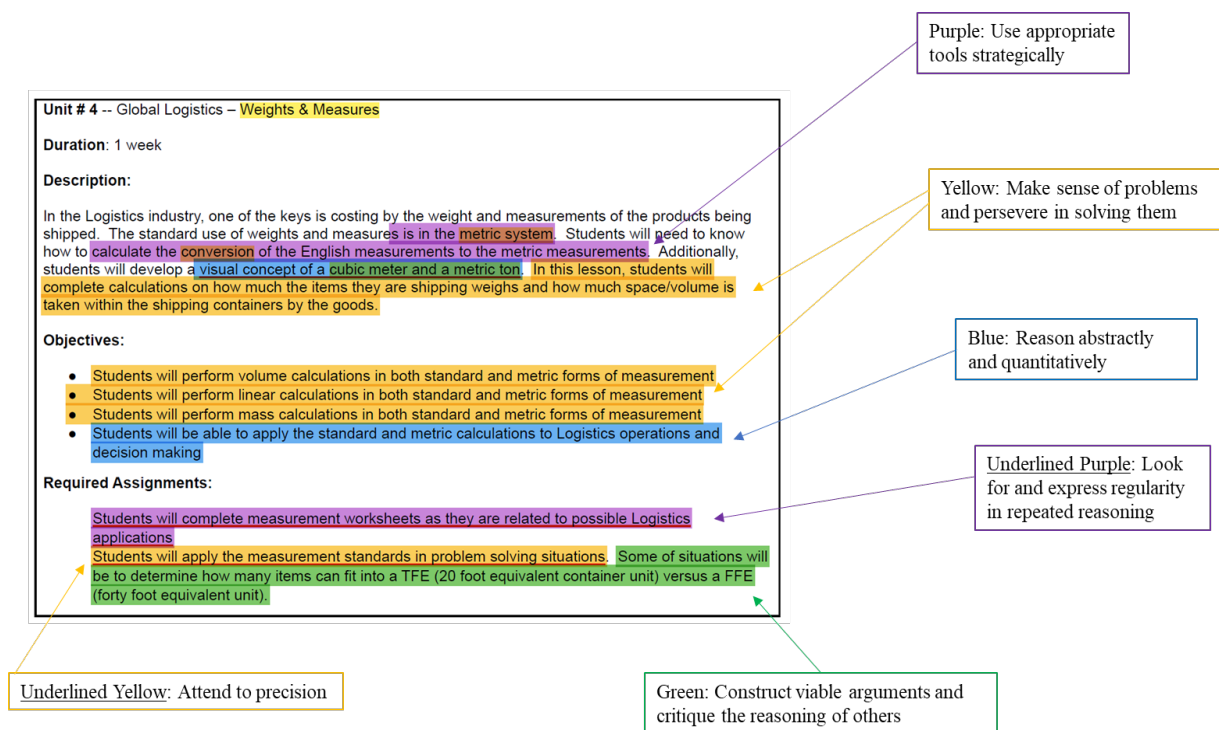 Purple: Use appropriate
tools strategically
Unit # 4 -- Global Logistics – Weights & Measures
Duration: 1 week
Description:
In the Logistics industry, one of the keys is costing by the weight and measurements of the products being
shipped. The standard use of weights and measures is in the metric system. Students will need to know
how to calculate the conversion of the English measurements to the metric measurements. Additionally,
students will develop a visual concept of a cubic meter and a metric ton. In this lesson, students will
complete calculations on how much the items they are shipping weighs and how much space/volume is
taken within the shipping containers by the goods.
Yellow: Make sense of problems
and persevere in solving them
Objectives:
● Students will perform volume calculations in both standard and metric forms of measurement
● Students will perform linear calculations in both standard and metric forms of measurement
● Students will perform mass calculations in both standard and metric forms of measurement
● Students will be able to apply the standard and metric calculations to Logistics operations and
decision making
Blue: Reason abstractly
and quantitatively
Required Assignments:
Students will complete measurement worksheets as they are related to possible Logistics
applications
Students will apply the measurement standards in problem solving situations. Some of situations will
be to determine how many items can fit into a TFE (20 foot equivalent container unit) versus a FFE
(forty foot equivalent unit).
Underlined Purple: Look
for and express regularity
in repeated reasoning
Underlined Yellow: Attend to precision
Green: Construct viable arguments and
critique the reasoning of others